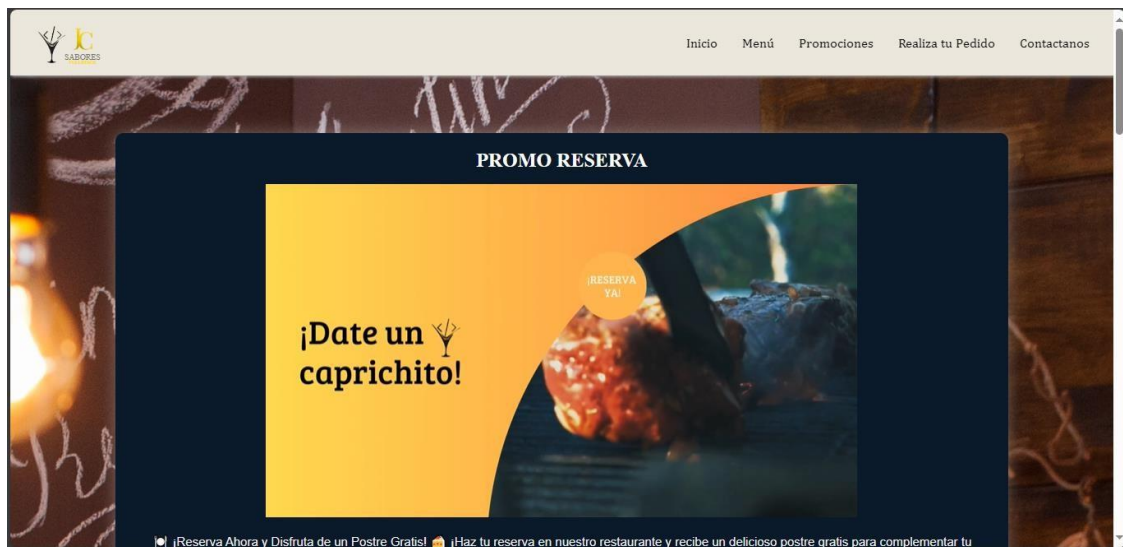 JC
SABORES
Inicio Menú Promociones Realiza tu Pedido Contactanos
PROMO RESERVA
¡RESERVA
YA!
¡Date un
caprichito!
🍽️ ¡Reserva Ahora y Disfruta de un Postre Gratis! 🍰 ¡Haz tu reserva en nuestro restaurante y recibe un delicioso postre gratis para complementar tu